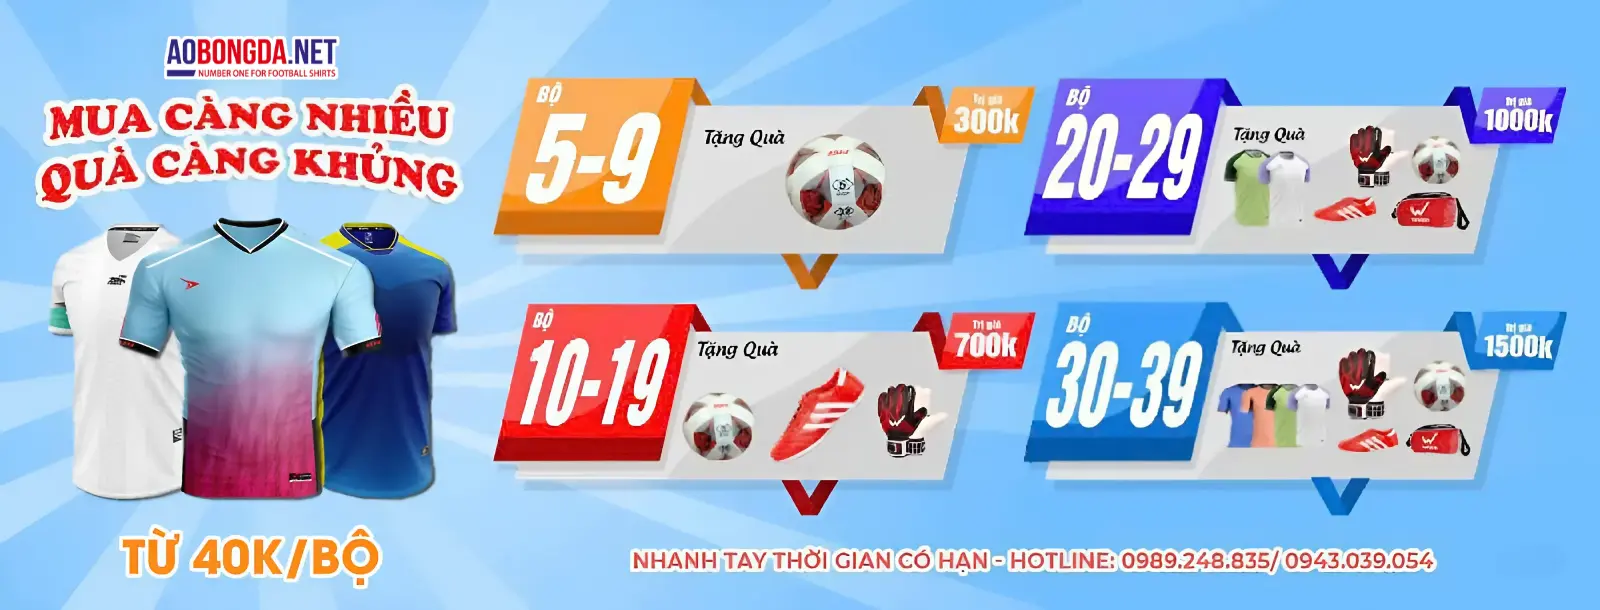 AOBONGDA.NET
NUMBER ONE FOR FOOTBALL SHIRTS
MUA CÀNG NHIỀU
QUÀ CÀNG KHỦNG
TỪ 40K/BỘ
BỘ
5-9
Tặng Quà
Trị giá
300k
BỘ
20-29
Tặng Quà
Trị giá
1000k
BỘ
10-19
Tặng Quà
Trị giá
700k
BỘ
30-39
Tặng Quà
Trị giá
1500k
NHANH TAY THỜI GIAN CÓ HẠN - HOTLINE: 0989.248.835/ 0943.039.054